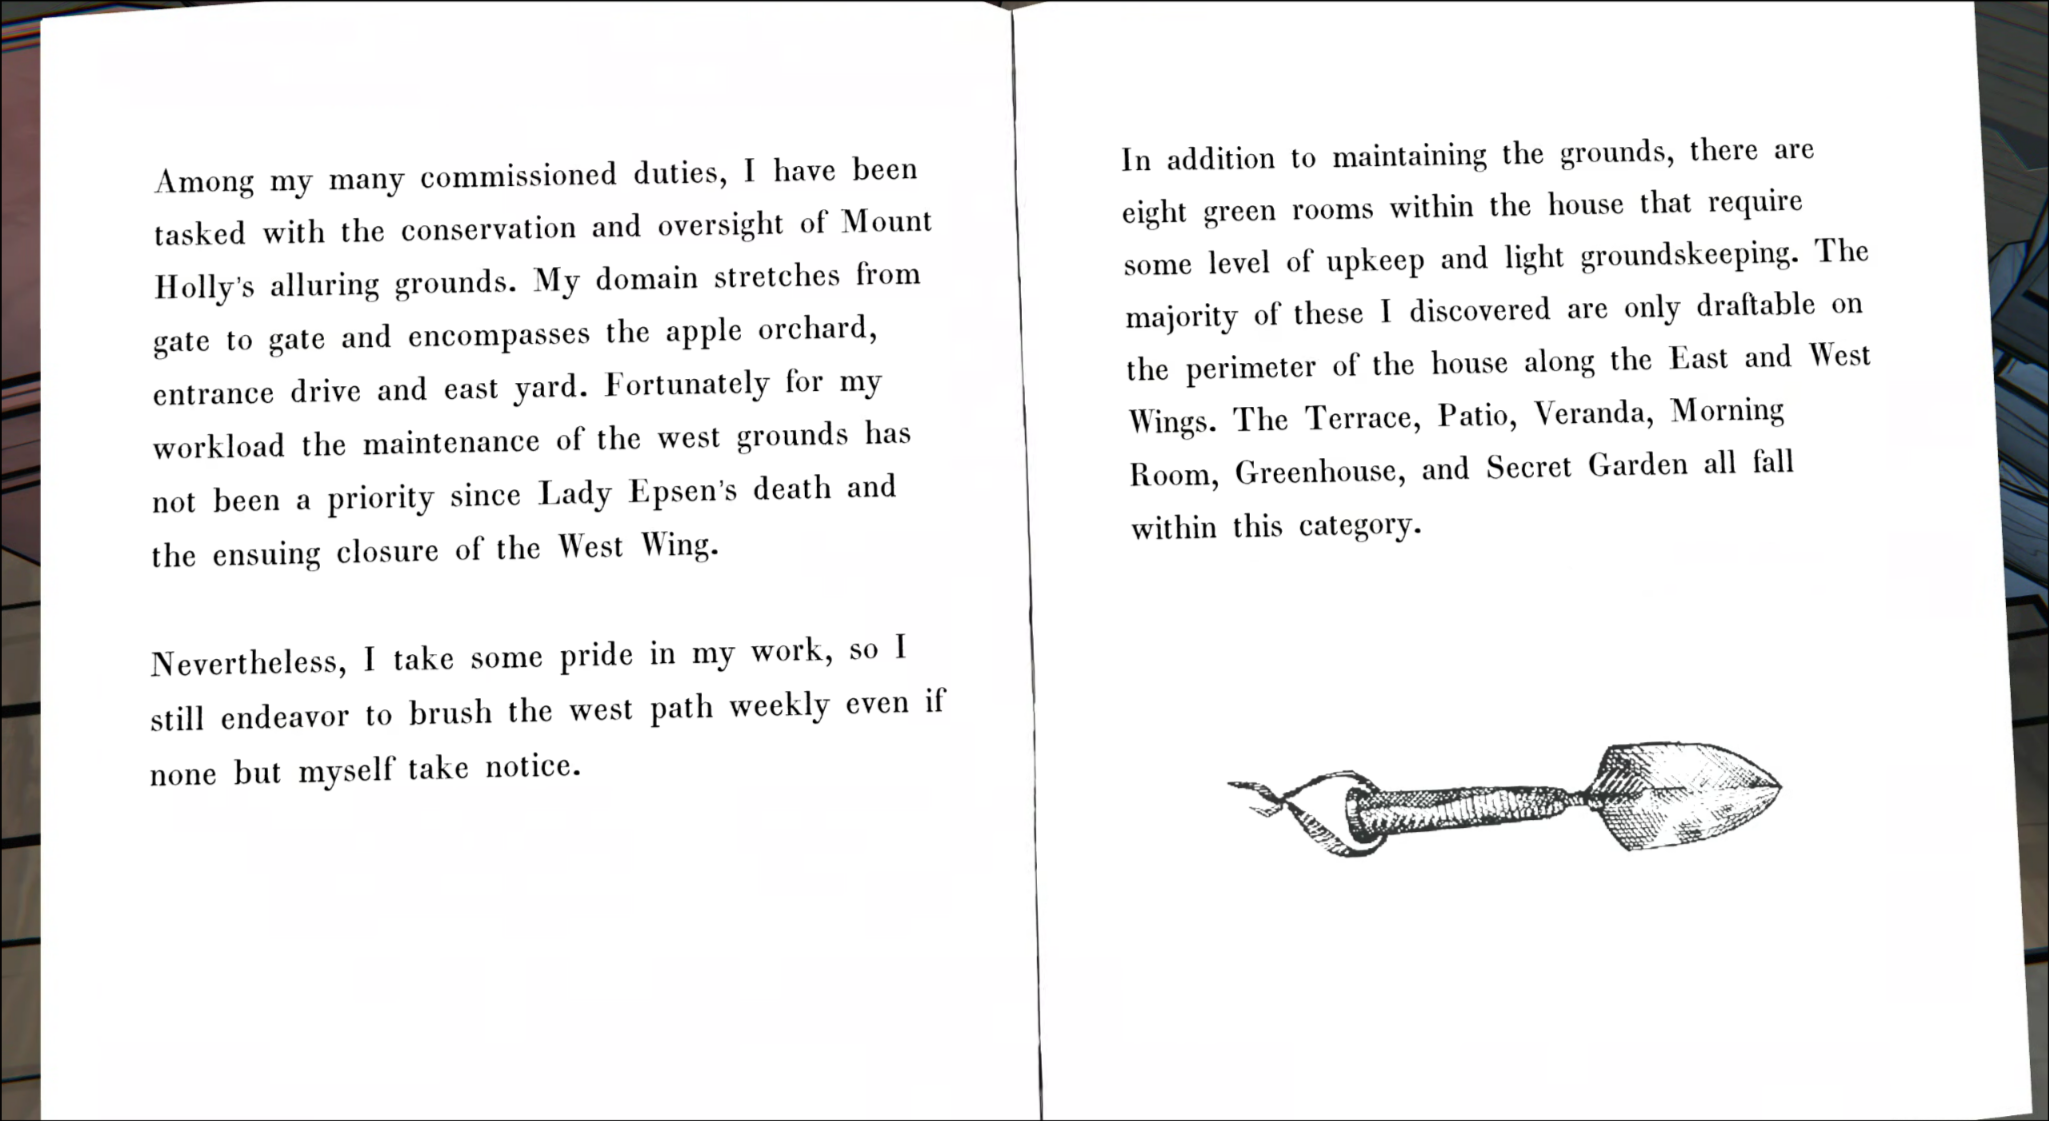 Among my many commissioned duties, I have been
tasked with the conservation and oversight of Mount
Holly's alluring grounds. My domain stretches from
gate to gate and encompasses the apple orchard,
entrance drive and east yard. Fortunately for my
workload the maintenance of the west grounds has
not been a priority since Lady Epsen's death and
the ensuing closure of the West Wing.
Nevertheless, I take some pride in my work, so I
still endeavor to brush the west path weekly even if
none but myself take notice.
In addition to maintaining the grounds, there are
eight green rooms within the house that require
some level of upkeep and light groundskeeping. The
majority of these I discovered are only draftable on
the perimeter of the house along the East and West
Wings. The Terrace, Patio, Veranda, Morning
Room, Greenhouse, and Secret Garden all fall
within this category.